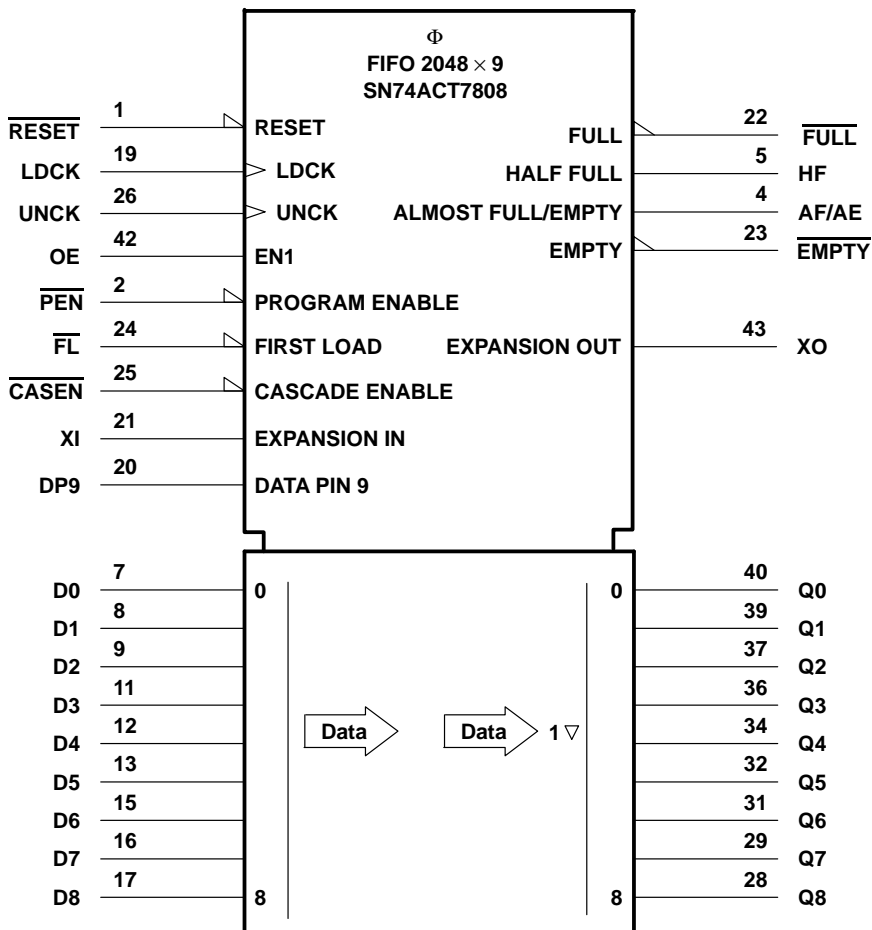 Φ
FIFO 2048 × 9
SN74ACT7808
RESET 1 RESET
LDCK 19 LDCK
UNCK 26 UNCK
OE 42 EN1
PEN 2 PROGRAM ENABLE
FL 24 FIRST LOAD
CASEN 25 CASCADE ENABLE
XI 21 EXPANSION IN
DP9 20 DATA PIN 9
FULL 22 FULL
HALF FULL 5 HF
ALMOST FULL/EMPTY 4 AF/AE
EMPTY 23 EMPTY
EXPANSION OUT 43 XO
D0 7 0
D1 8
D2 9
D3 11
D4 12
D5 13
D6 15
D7 16
D8 17 8
Data
Data 1 ▽
0 40 Q0
39 Q1
37 Q2
36 Q3
34 Q4
32 Q5
31 Q6
29 Q7
8 28 Q8